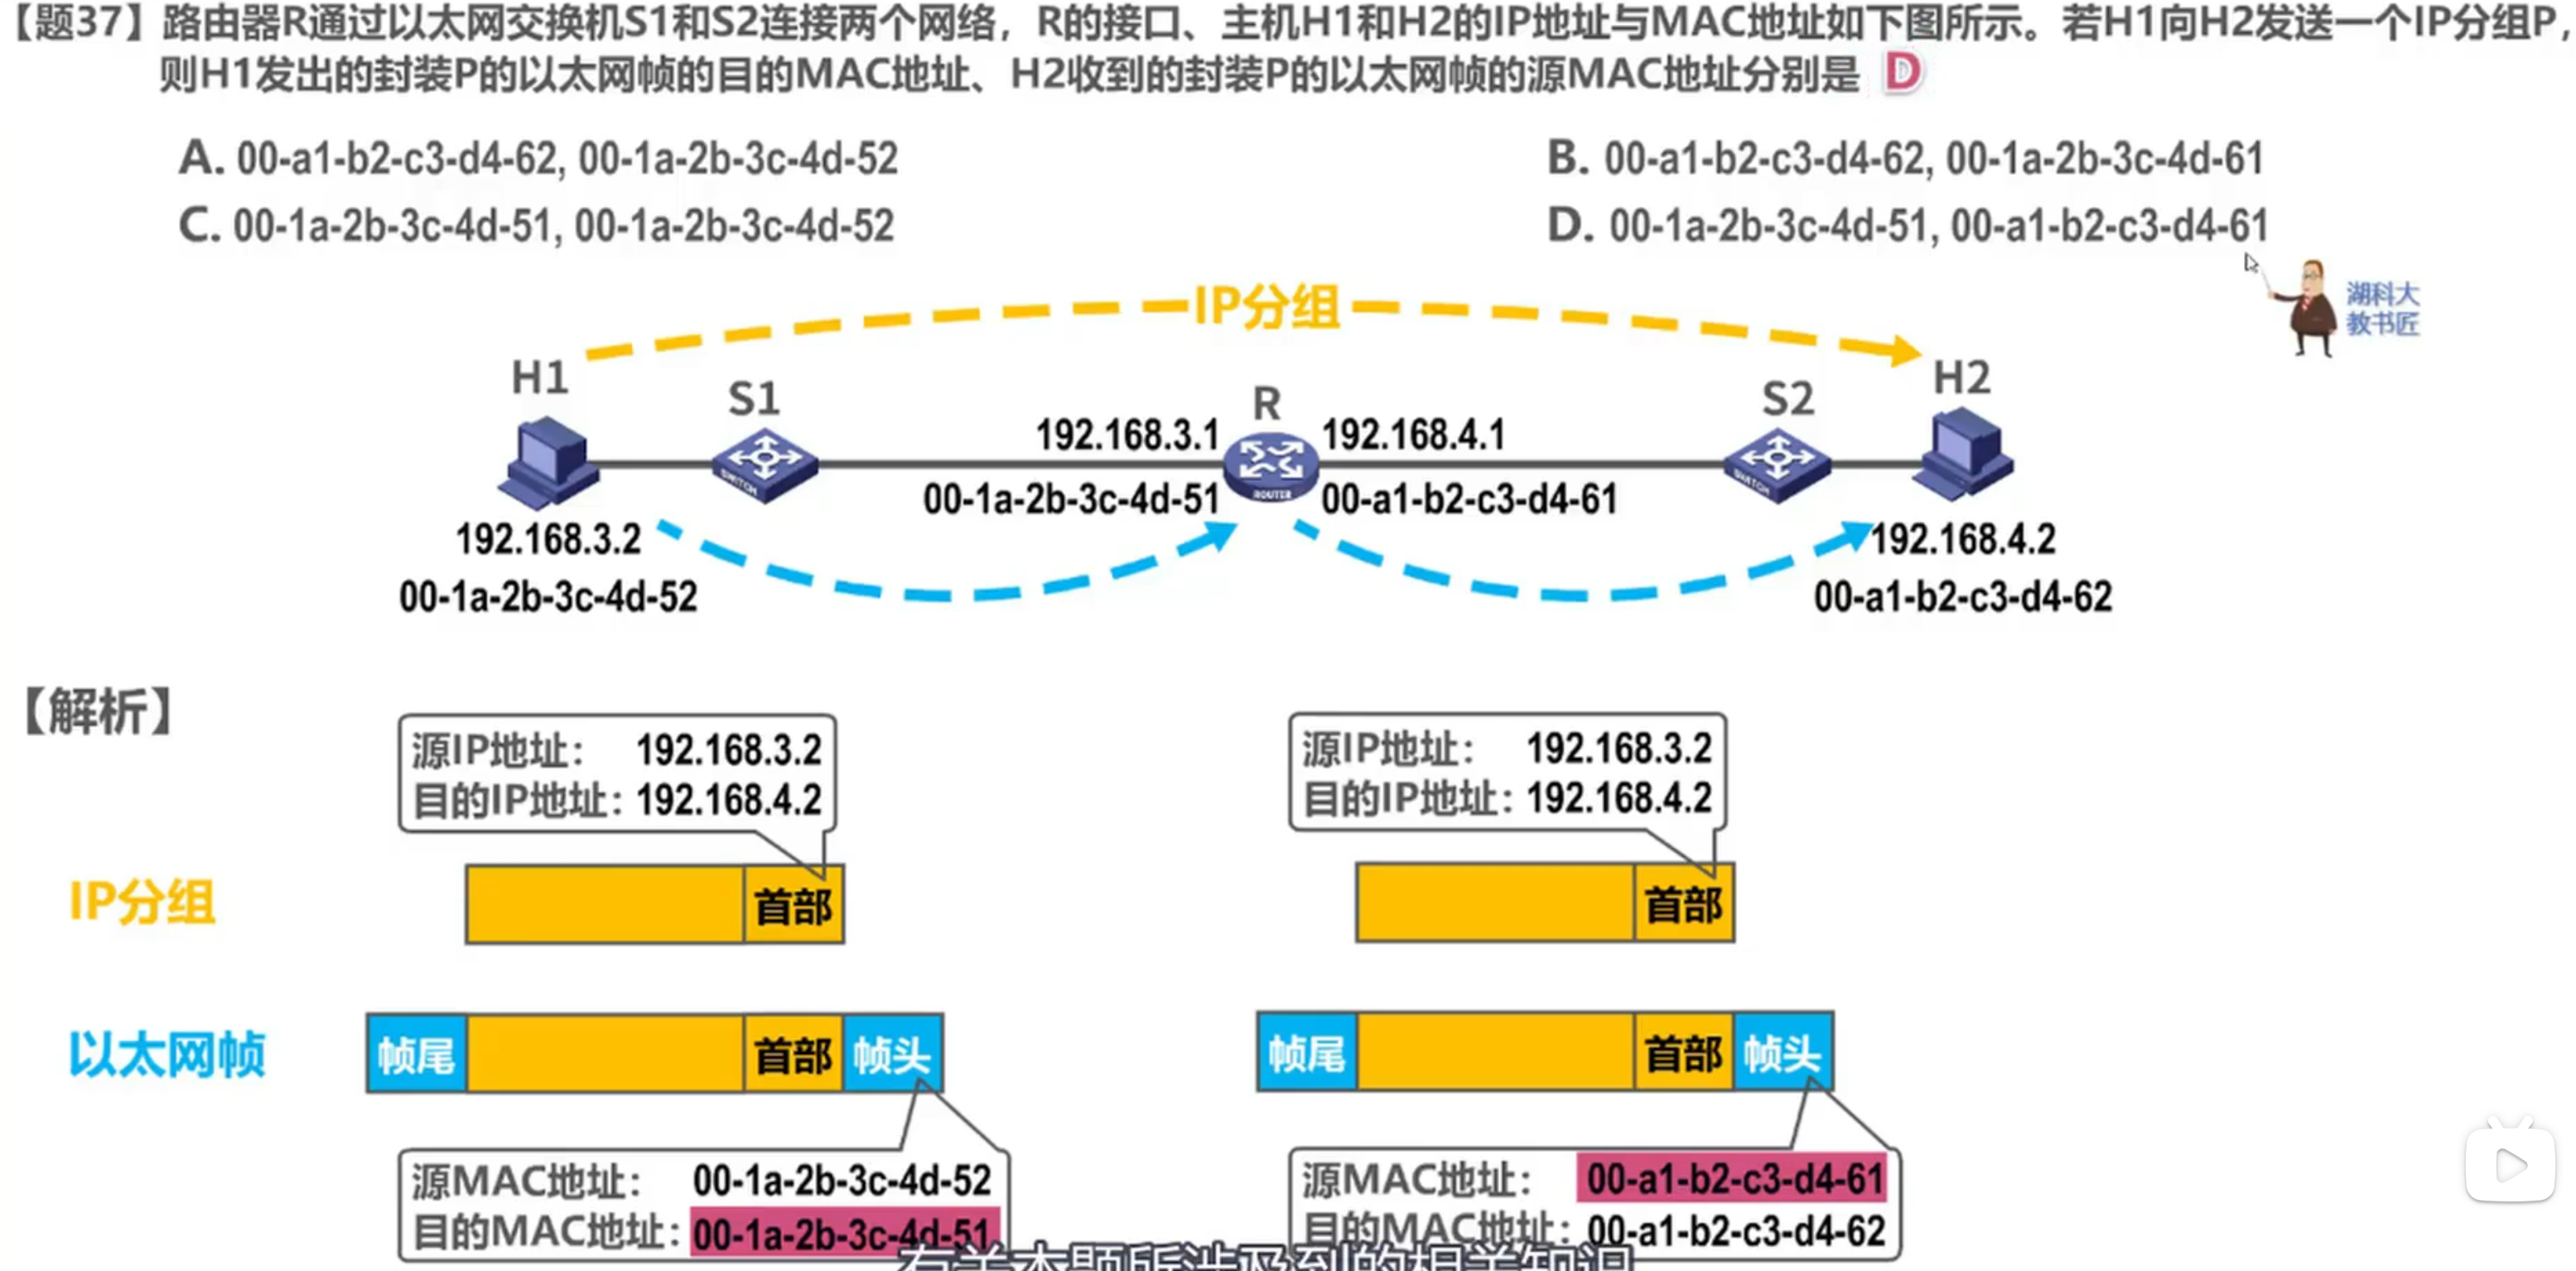 【题37】路由器R通过以太网交换机S1和S2连接两个网络，R的接口、主机H1和H2的IP地址与MAC地址如下图所示。若H1向H2发送一个IP分组P，
则H1发出的封装P的以太网帧的目的MAC地址、H2收到的封装P的以太网帧的源MAC地址分别是 D
A. 00-a1-b2-c3-d4-62, 00-1a-2b-3c-4d-52
B. 00-a1-b2-c3-d4-62, 00-1a-2b-3c-4d-61
C. 00-1a-2b-3c-4d-51, 00-1a-2b-3c-4d-52
D. 00-1a-2b-3c-4d-51, 00-a1-b2-c3-d4-61
湖科大
教书匠
IP分组
H1
S1
R
S2
H2
192.168.3.1
192.168.4.1
SWITCH
ROUTER
SWITCH
00-1a-2b-3c-4d-51
00-a1-b2-c3-d4-61
192.168.3.2
192.168.4.2
00-1a-2b-3c-4d-52
00-a1-b2-c3-d4-62
【解析】
源IP地址： 192.168.3.2
目的IP地址：192.168.4.2
源IP地址： 192.168.3.2
目的IP地址：192.168.4.2
IP分组
首部
首部
以太网帧
帧尾 首部 帧头
帧尾 首部 帧头
源MAC地址： 00-1a-2b-3c-4d-52
目的MAC地址：00-1a-2b-3c-4d-51
源MAC地址： 00-a1-b2-c3-d4-61
目的MAC地址：00-a1-b2-c3-d4-62
有关本题所涉及到的相关知识